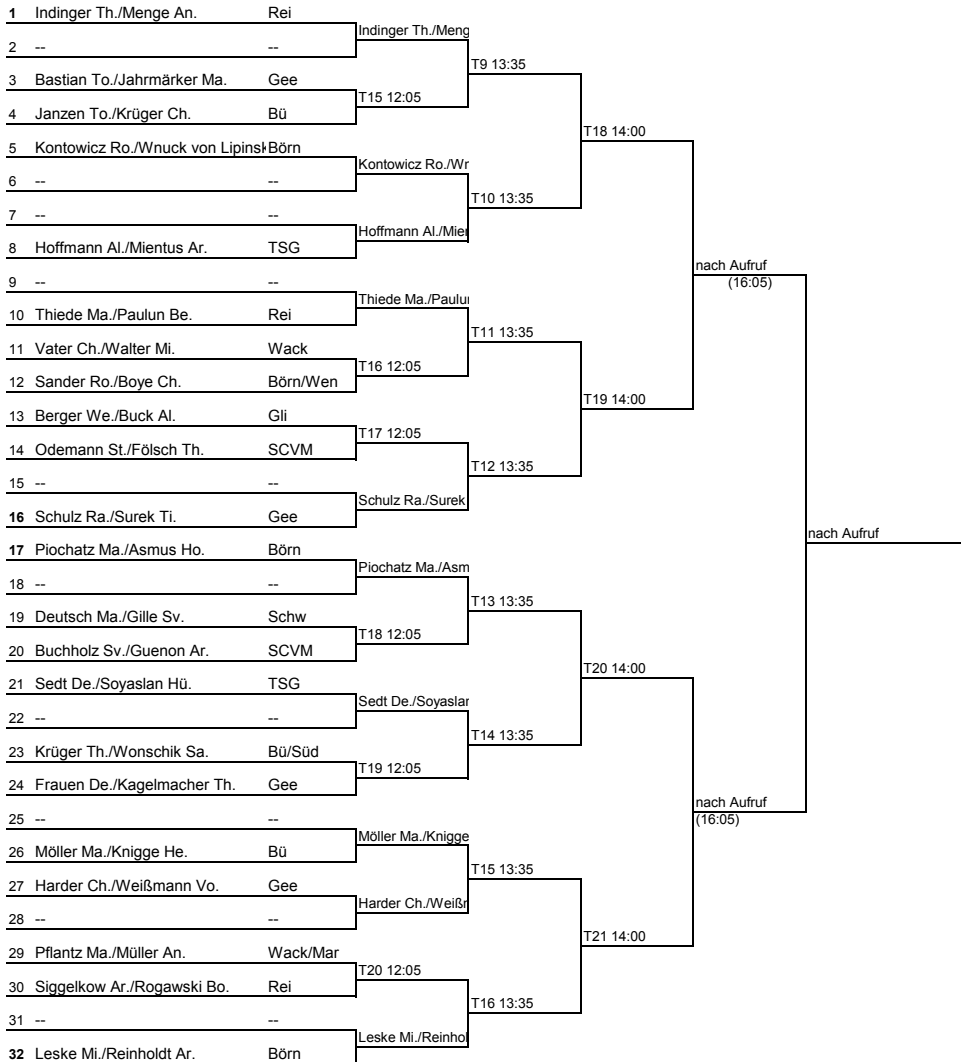 1 Indinger Th./Menge An. Rei
Indinger Th./Meng
2 -- --
T9 13:35
3 Bastian To./Jahrmärker Ma. Gee
T15 12:05
4 Janzen To./Krüger Ch. Bü
T18 14:00
5 Kontowicz Ro./Wnuck von Lipinsk Börn
Kontowicz Ro./Wr
6 -- --
T10 13:35
7 -- --
Hoffmann Al./Mier
8 Hoffmann Al./Mientus Ar. TSG
nach Aufruf
(16:05)
9 -- --
Thiede Ma./Paulur
10 Thiede Ma./Paulun Be. Rei
T11 13:35
11 Vater Ch./Walter Mi. Wack
T16 12:05
12 Sander Ro./Boye Ch. Börn/Wen
T19 14:00
13 Berger We./Buck Al. Gli
T17 12:05
14 Odemann St./Fölsch Th. SCVM
T12 13:35
15 -- --
Schulz Ra./Surek
16 Schulz Ra./Surek Ti. Gee
nach Aufruf
17 Piochatz Ma./Asmus Ho. Börn
Piochatz Ma./Asm
18 -- --
T13 13:35
19 Deutsch Ma./Gille Sv. Schw
T18 12:05
20 Buchholz Sv./Guenon Ar. SCVM
T20 14:00
21 Sedt De./Soyaslan Hü. TSG
Sedt De./Soyaslar
22 -- --
T14 13:35
23 Krüger Th./Wonschik Sa. Bü/Süd
T19 12:05
24 Frauen De./Kagelmacher Th. Gee
nach Aufruf
(16:05)
25 -- --
Möller Ma./Knigge
26 Möller Ma./Knigge He. Bü
T15 13:35
27 Harder Ch./Weißmann Vo. Gee
Harder Ch./Weißr
28 -- --
T21 14:00
29 Pflantz Ma./Müller An. Wack/Mar
T20 12:05
30 Siggelkow Ar./Rogawski Bo. Rei
T16 13:35
31 -- --
Leske Mi./Reinhol
32 Leske Mi./Reinholdt Ar. Börn